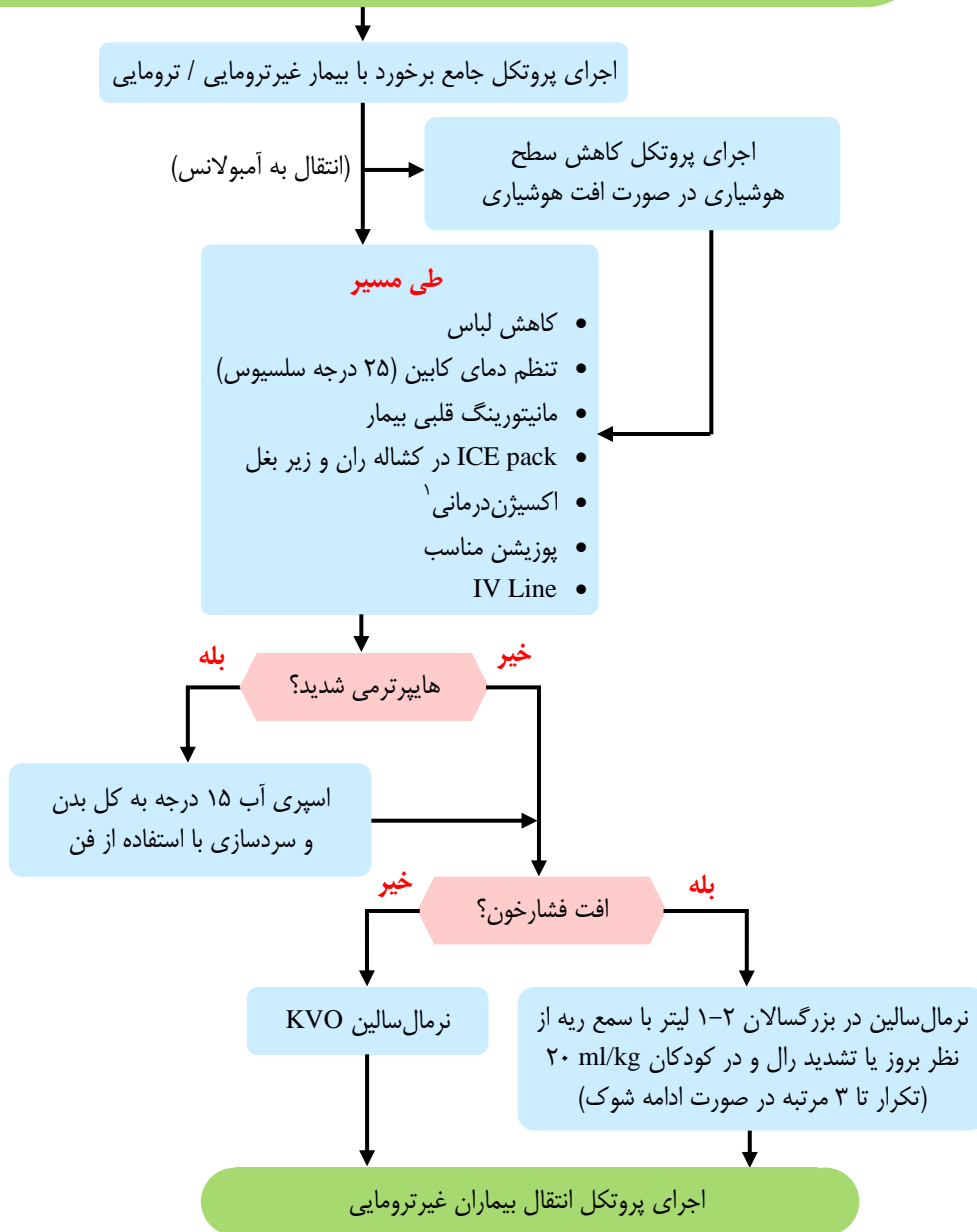 اجرای پروتکل جامع برخورد با بیمار غیرترومایی / ترومایی
(انتقال به آمبولانس)
اجرای پروتکل کاهش سطح
هوشیاری در صورت افت هوشیاری
طی مسیر
• کاهش لباس
• تنظم دمای کابین (۲۵ درجه سلسیوس)
• مانیتورینگ قلبی بیمار
• ICE pack در کشاله ران و زیر بغل
• اکسیژن‌درمانی۱
• پوزیشن مناسب
• IV Line
خیر
بله
هایپرترمی شدید؟
اسپری آب ۱۵ درجه به کل بدن
و سردسازی با استفاده از فن
بله
خیر
افت فشارخون؟
نرمال‌سالین در بزرگسالان ۲-۱ لیتر با سمع ریه از
نظر بروز یا تشدید رال و در کودکان ۲۰ ml/kg
(تکرار تا ۳ مرتبه در صورت ادامه شوک)
نرمال‌سالین KVO
اجرای پروتکل انتقال بیماران غیرترومایی